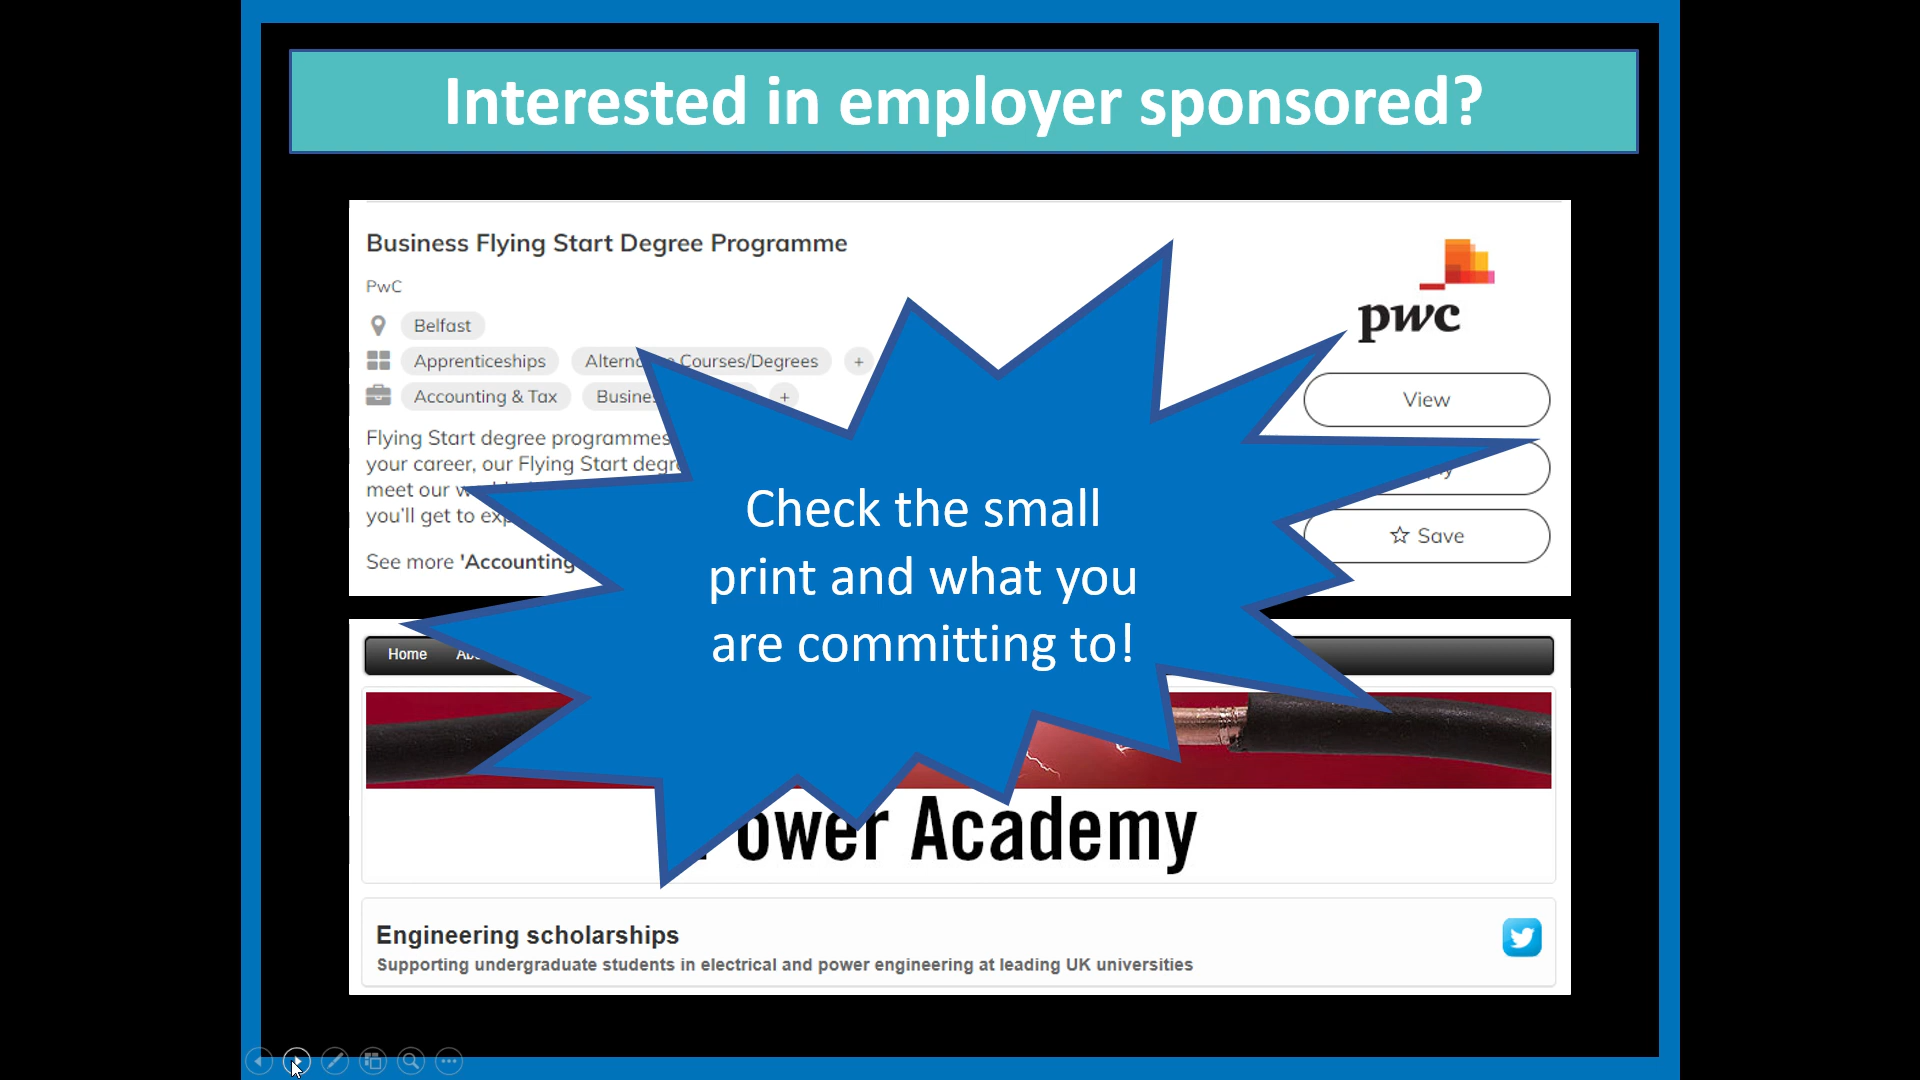 Interested in employer sponsored?
Business Flying Start Degree Programme
PwC
pwc
Belfast
Apprenticeships Courses/Degrees +
Accounting & Tax +
View
Flying Start degree programmes
your career, our Flying Start
meet our
you'll get to
Save
See more 'Accounting
Check the small
print and what you
are committing to!
Home
Power Academy
Engineering scholarships
Supporting undergraduate students in electrical and power engineering at leading UK universities